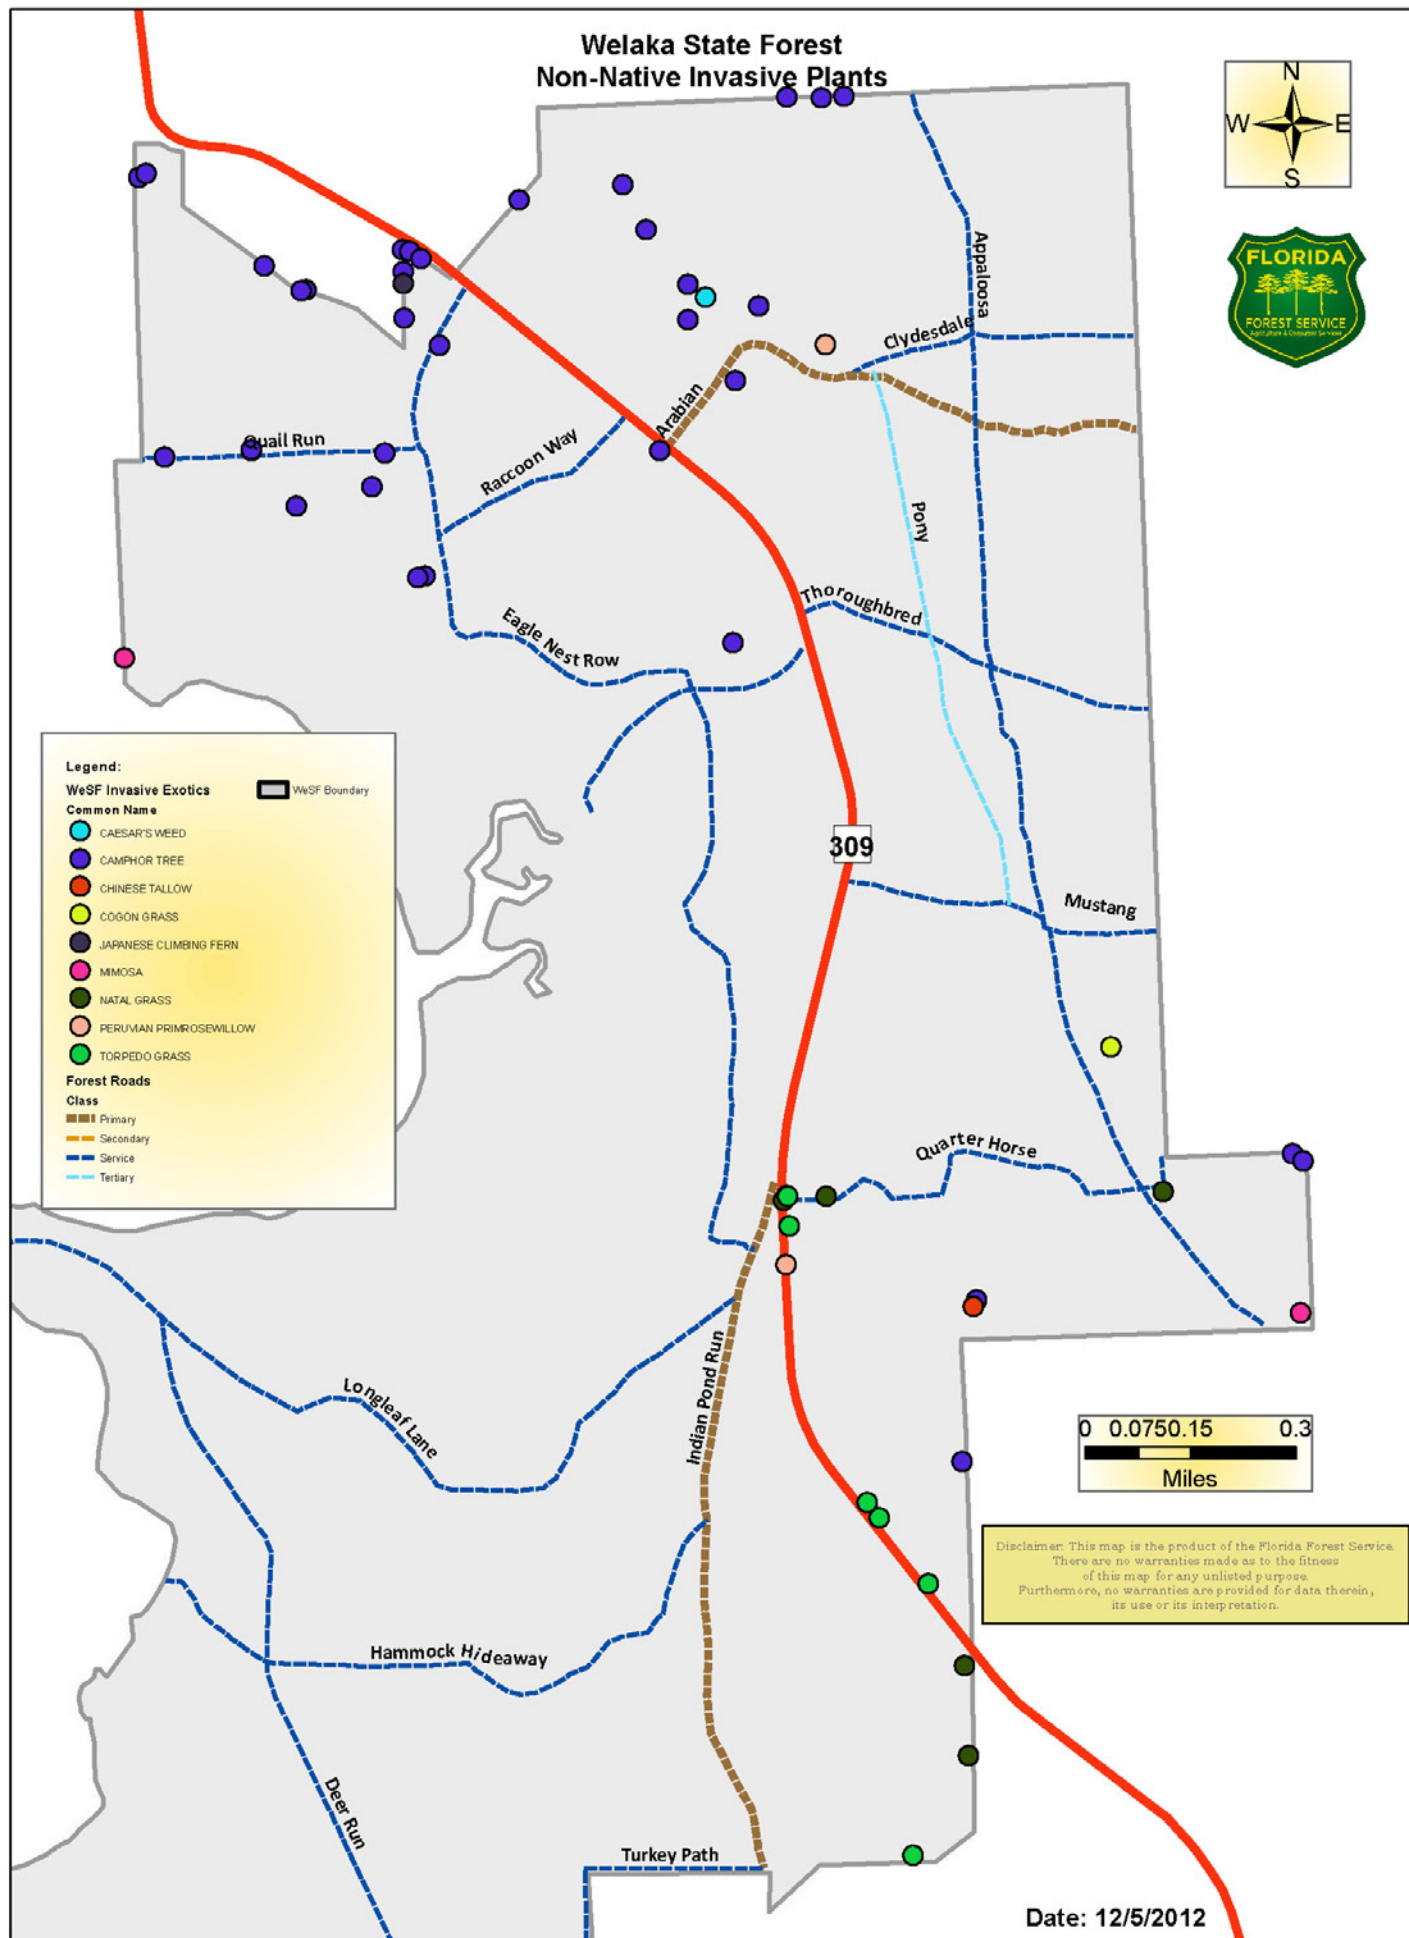 Welaka State Forest
Non-Native Invasive Plants
N
W E
S
FLORIDA
FOREST SERVICE
Agriculture & Consumer Services
Appaloosa
Clydesdale
Arabian
Quail Run
Raccoon Way
Pony
Thoroughbred
Eagle Nest Row
309
Mustang
Legend:
WeSF Invasive Exotics
WeSF Boundary
Common Name
CAESAR'S WEED
CAMPHOR TREE
CHINESE TALLOW
COGON GRASS
JAPANESE CLIMBING FERN
MIMOSA
NATAL GRASS
PERUVIAN PRIMROSEWILLOW
TORPEDO GRASS
Forest Roads
Class
Primary
Secondary
Service
Tertiary
Quarter Horse
Indian Pond Run
Longleaf Lane
0 0.0750.15 0.3
Miles
Disclaimer: This map is the product of the Florida Forest Service.
There are no warranties made as to the fitness
of this map for any unlisted purpose.
Furthermore, no warranties are provided for data therein,
its use or its interpretation.
Hammock Hideaway
Deer Run
Turkey Path
Date: 12/5/2012